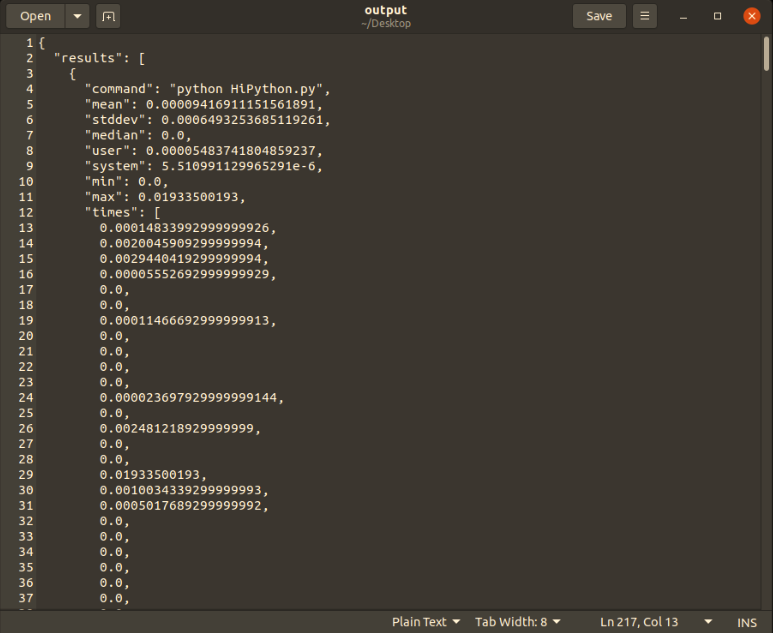 Open
output
~/Desktop
Save
1 {
2 "results": [
3 {
4 "command": "python HiPython.py",
5 "mean": 0.00009416911151561891,
6 "stddev": 0.0006493253685119261,
7 "median": 0.0,
8 "user": 0.00005483741804859237,
9 "system": 5.510991129965291e-6,
10 "min": 0.0,
11 "max": 0.01933500193,
12 "times": [
13 0.00014833992999999926,
14 0.0020045909299999994,
15 0.0029440419299999994,
16 0.00005552692999999929,
17 0.0,
18 0.0,
19 0.00011466692999999913,
20 0.0,
21 0.0,
22 0.0,
23 0.0,
24 0.000023697929999999144,
25 0.0,
26 0.002481218929999999,
27 0.0,
28 0.0,
29 0.01933500193,
30 0.0010034339299999993,
31 0.0005017689299999992,
32 0.0,
33 0.0,
34 0.0,
35 0.0,
36 0.0,
37 0.0,
Plain Text Tab Width: 8 Ln 217, Col 13 INS